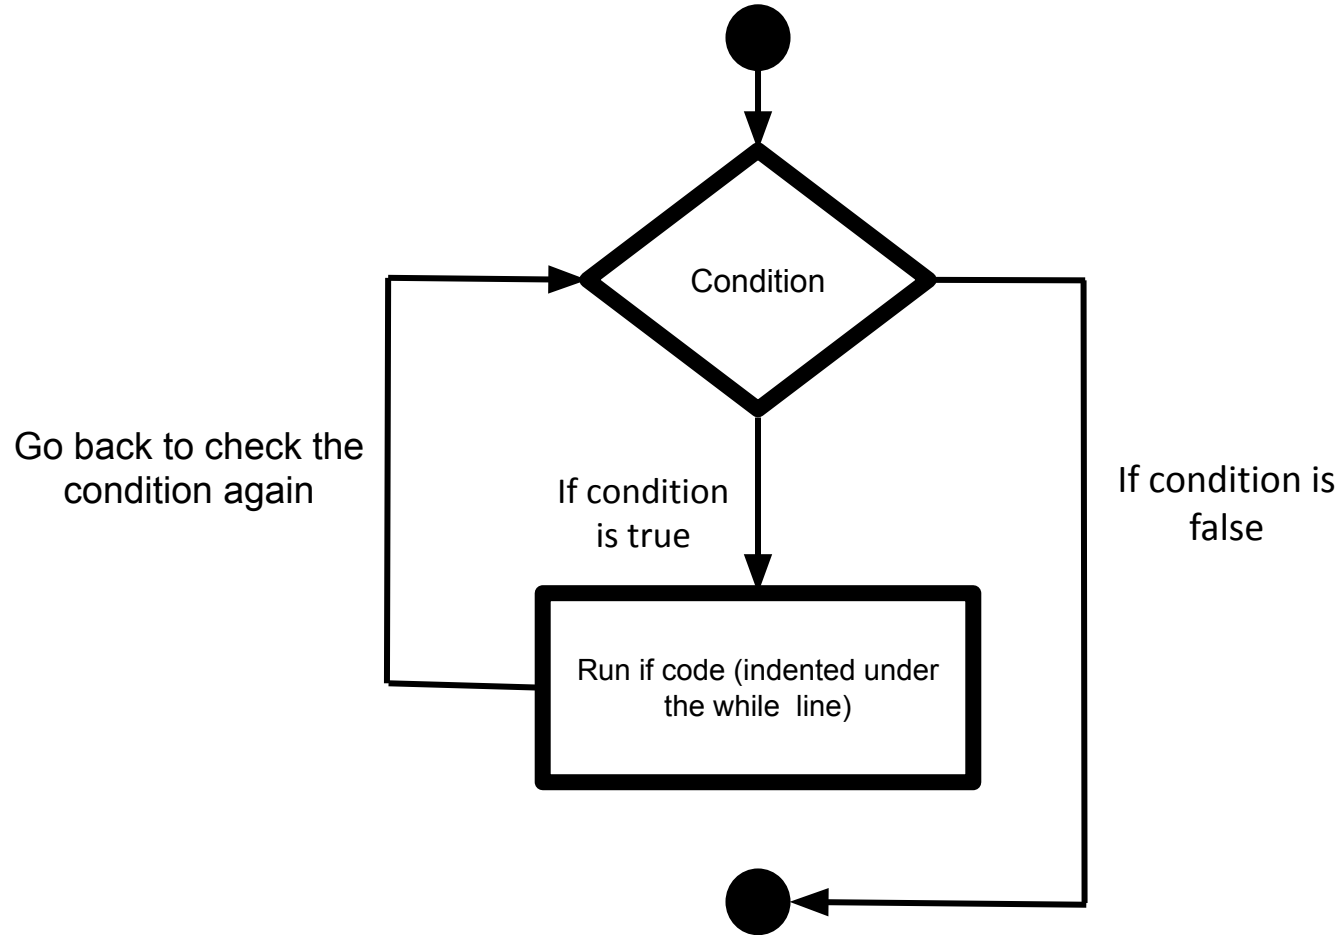 Condition
Go back to check the
condition again
If condition
is true
If condition is
false
Run if code (indented under
the while  line)